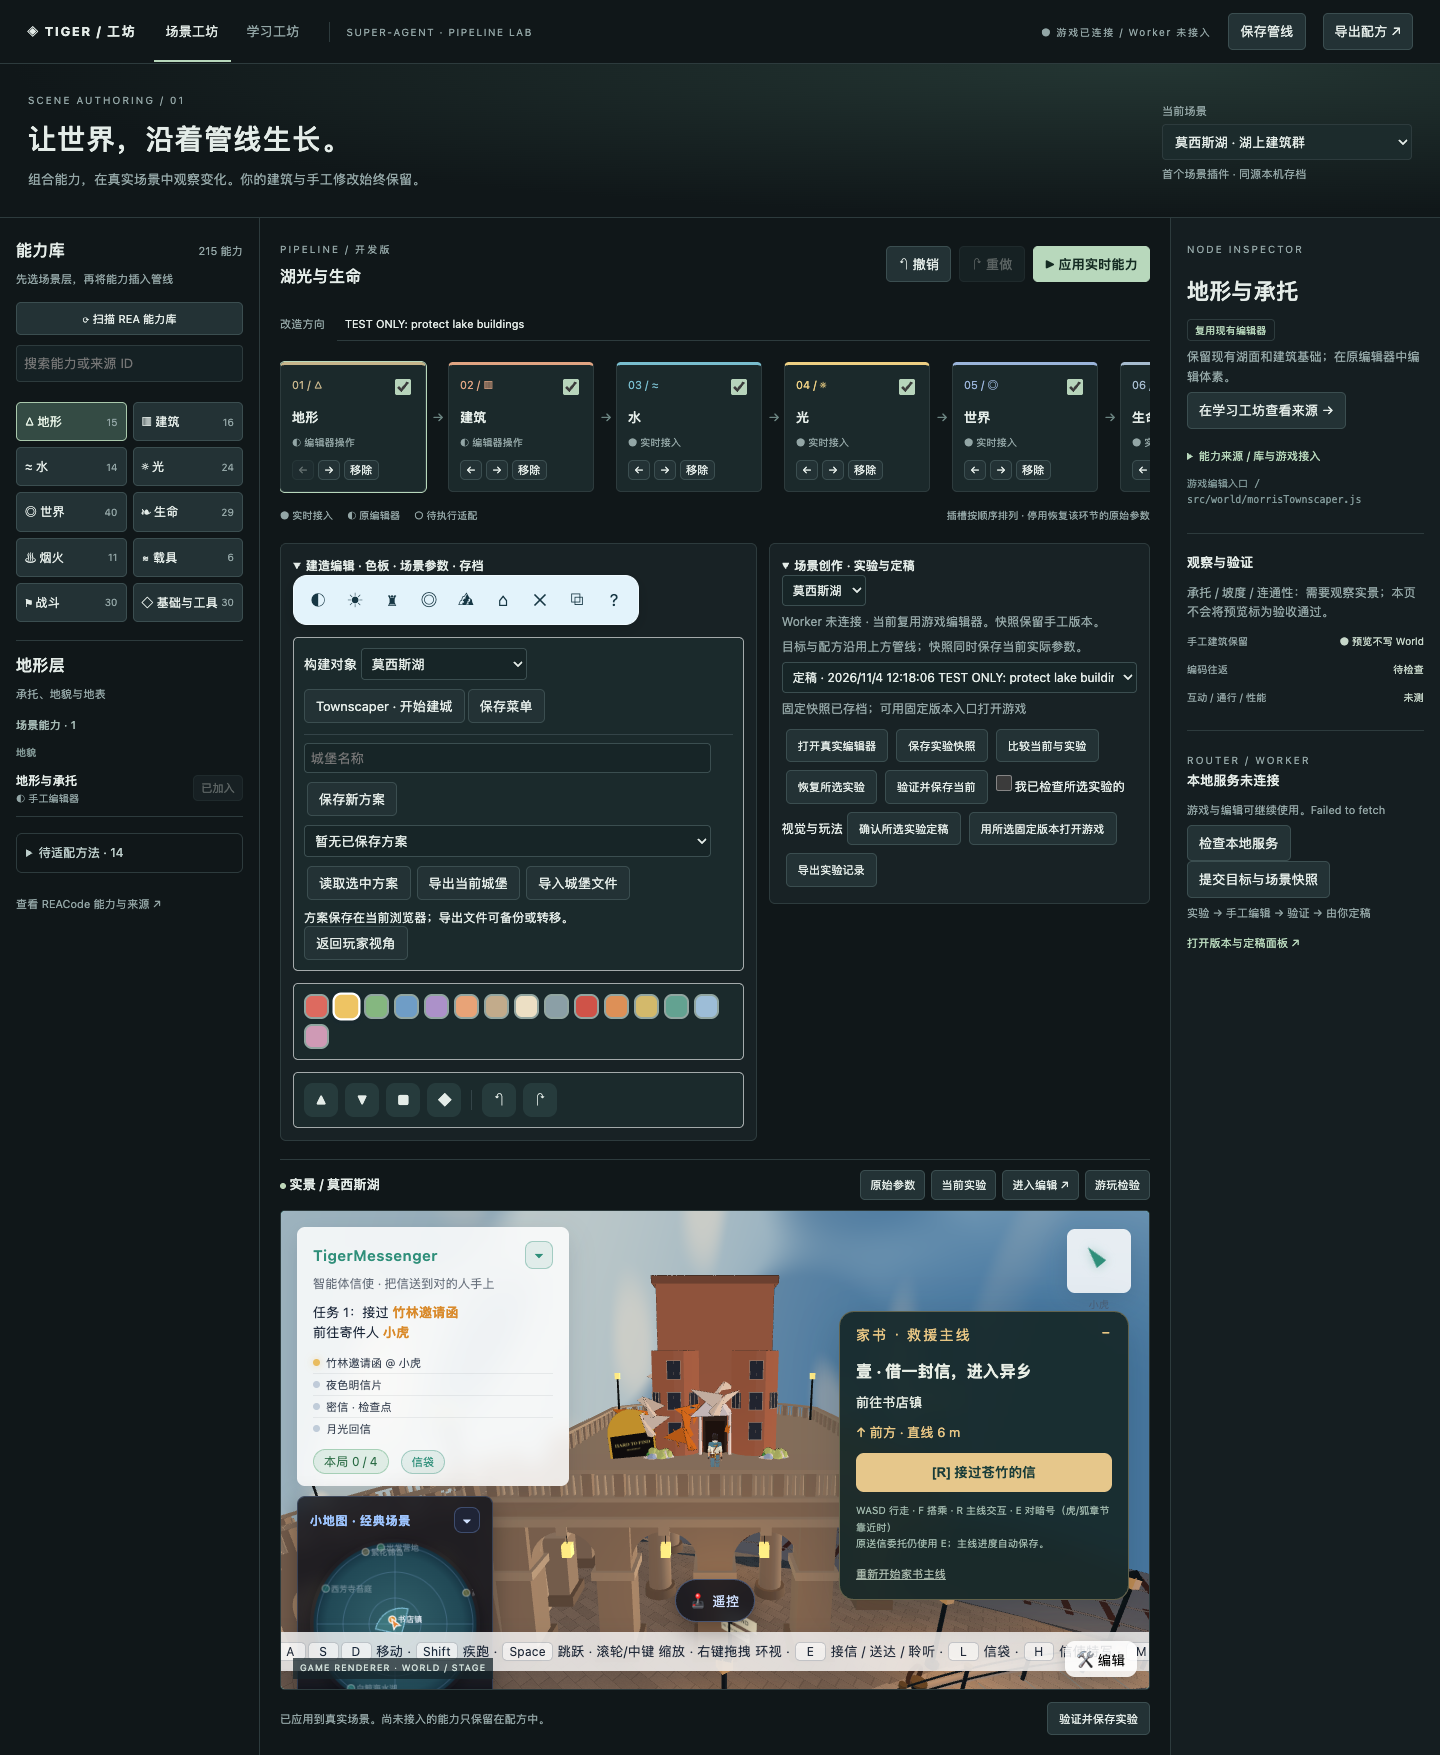 ◈ TIGER / 工坊
场景工坊
学习工坊
SUPER-AGENT · PIPELINE LAB
● 游戏已连接 / Worker 未接入
保存管线
导出配方 ↗
SCENE AUTHORING / 01
让世界，沿着管线生长。
组合能力，在真实场景中观察变化。你的建筑与手工修改始终保留。
当前场景
莫西斯湖 · 湖上建筑群
首个场景插件 · 同源本机存档
能力库
215 能力
先选场景层，再将能力插入管线
⟳ 扫描 REA 能力库
搜索能力或来源 ID
△ 地形 15
▥ 建筑 16
≈ 水 14
☀ 光 24
◎ 世界 40
❧ 生命 29
♨ 烟火 11
≋ 载具 6
⚑ 战斗 30
◇ 基础与工具 30
地形层
承托、地貌与地表
场景能力 · 1
地貌
地形与承托
◐ 手工编辑器
已加入
▶ 待适配方法 · 14
查看 REACode 能力与来源 ↗
PIPELINE / 开发版
湖光与生命
↶ 撤销
↷ 重做
▶ 应用实时能力
改造方向
TEST ONLY: protect lake buildings
01 / △
地形
◐ 编辑器操作
← → 移除
→
02 / ▥
建筑
◐ 编辑器操作
← → 移除
→
03 / ≈
水
● 实时接入
← → 移除
→
04 / ☀
光
● 实时接入
← → 移除
→
05 / ◎
世界
● 实时接入
← → 移除
→
06 /
←
● 实时接入 ◐ 原编辑器 ○ 待执行适配
插槽按顺序排列 · 停用恢复该环节的原始参数
▼ 建造编辑 · 色板 · 场景参数 · 存档
?
构建对象 莫西斯湖
Townscaper · 开始建城
保存菜单
城堡名称
保存新方案
暂无已保存方案
读取选中方案
导出当前城堡
导入城堡文件
方案保存在当前浏览器；导出文件可备份或转移。
返回玩家视角
▼ 场景创作 · 实验与定稿
莫西斯湖
Worker 未连接 · 当前复用游戏编辑器。快照保留手工版本。
目标与配方沿用上方管线；快照同时保存当前实际参数。
定稿 · 2026/11/4 12:18:06 TEST ONLY: protect lake buildir
固定快照已存档；可用固定版本入口打开游戏
打开真实编辑器
保存实验快照
比较当前与实验
恢复所选实验
验证并保存当前
我已检查所选实验的
视觉与玩法
确认所选实验定稿
用所选固定版本打开游戏
导出实验记录
实景 / 莫西斯湖
原始参数
当前实验
进入编辑 ↗
游玩检验
TigerMessenger
智能体信使 · 把信送到对的人手上
任务 1：接过 竹林邀请函
前往寄件人 小虎
竹林邀请函 @ 小虎
夜色明信片
密信 · 检查点
月光回信
本局 0 / 4
信袋
小地图 · 经典场景
西芳寺苔庭
书店镇
HARD TO FIND
小虎
家书 · 救援主线
−
壹 · 借一封信，进入异乡
前往书店镇
↑ 前方 · 直线 6 m
[R] 接过苍竹的信
WASD 行走 · F 搭乘 · R 主线交互 · E 对暗号（虎/狐章节
靠近时）
原送信委托仍使用 E；主线进度自动保存。
重新开始家书主线
遥控
A S D 移动 · Shift 疾跑 · Space 跳跃 · 滚轮/中键 缩放 · 右键拖拽 环视 · E 接信 / 送达 / 聆听 · L 信袋 · H M
编辑
GAME RENDERER · WORLD / STAGE
已应用到真实场景。尚未接入的能力只保留在配方中。
验证并保存实验
NODE INSPECTOR
地形与承托
复用现有编辑器
保留现有湖面和建筑基础；在原编辑器中编
辑体素。
在学习工坊查看来源 →
▶ 能力来源 / 库与游戏接入
游戏编辑入口 /
src/world/morrisTownscaper.js
观察与验证
承托 / 坡度 / 连通性：需要观察实景；本页
不会将预览标为验收通过。
手工建筑保留
● 预览不写 World
编码往返
待检查
互动 / 通行 / 性能
未测
ROUTER / WORKER
本地服务未连接
游戏与编辑可继续使用。Failed to fetch
检查本地服务
提交目标与场景快照
实验 → 手工编辑 → 验证 → 由你定稿
打开版本与定稿面板 ↗